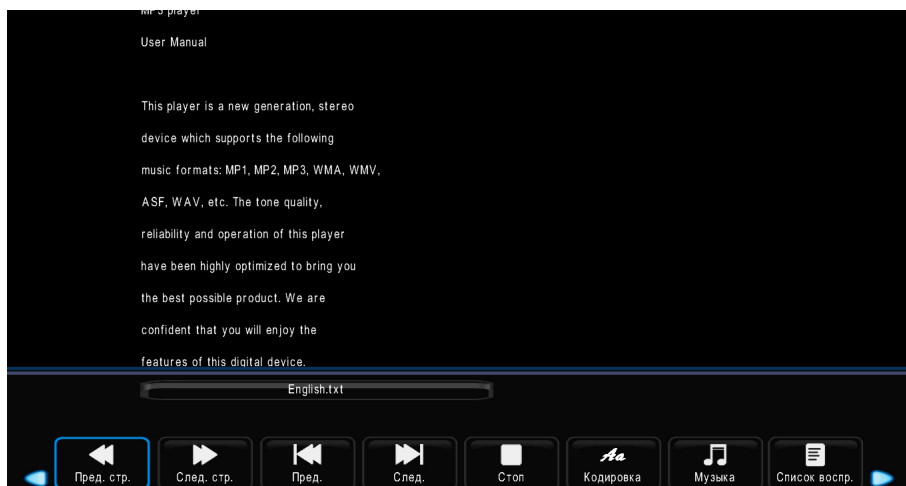 MP3 player
User Manual
This player is a new generation, stereo
device which supports the following
music formats: MP1, MP2, MP3, WMA, WMV,
ASF, WAV, etc. The tone quality,
reliability and operation of this player
have been highly optimized to bring you
the best possible product. We are
confident that you will enjoy the
features of this digital device.
English.txt
Aa
Пред. стр.
След. стр.
Пред.
След.
Стоп
Кодировка
Музыка
Список воспр.